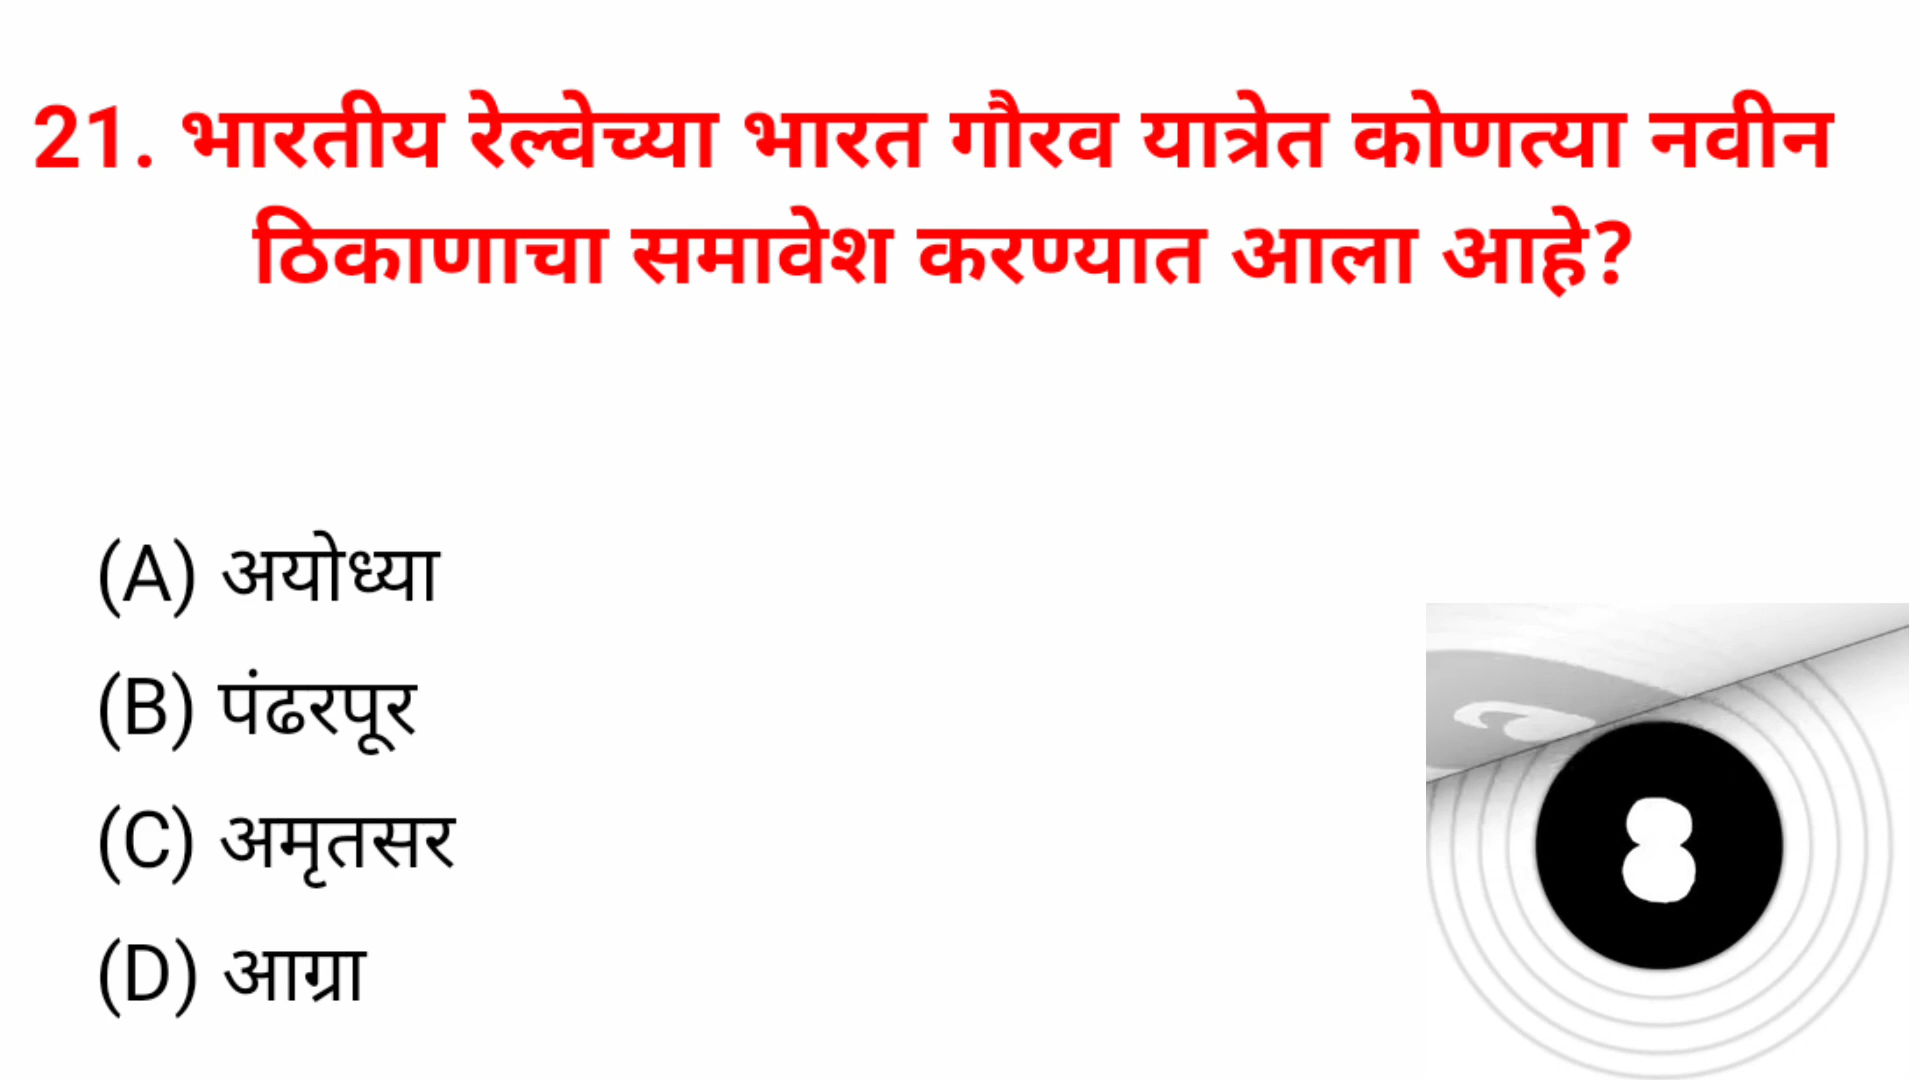 21. भारतीय रेल्वेच्या भारत गौरव यात्रेत कोणत्या नवीन
ठिकाणाचा समावेश करण्यात आला आहे?
(A) अयोध्या
(B) पंढरपूर
(C) अमृतसर
(D) आग्रा
8